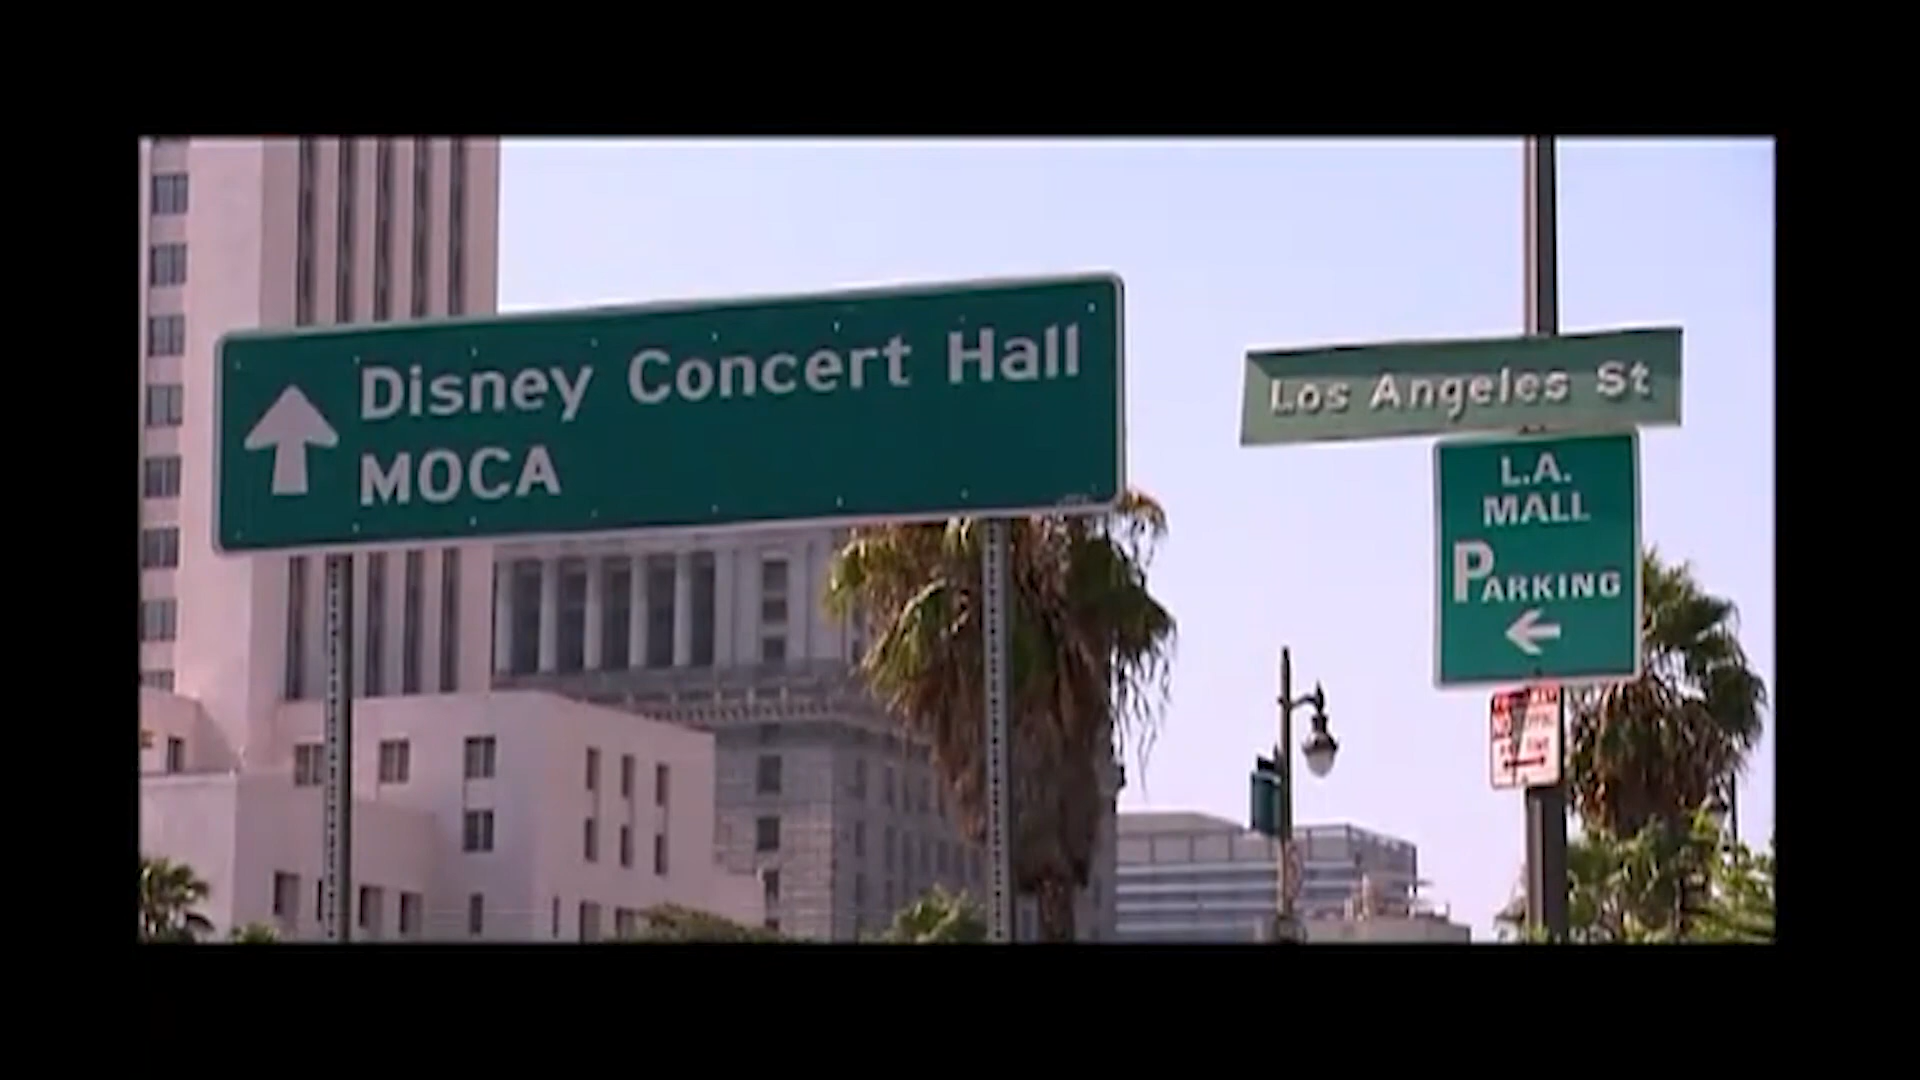 Disney Concert Hall
MOCA
Los Angeles St
L.A.
MALL
PARKING